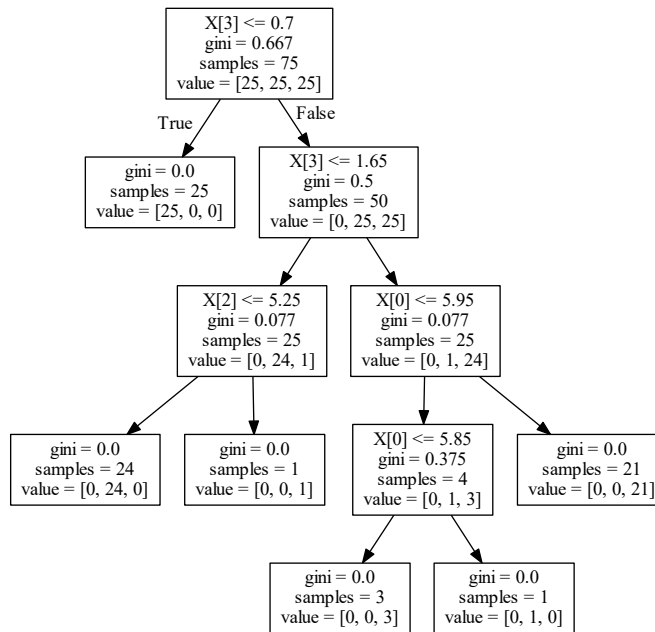 X[3] <= 0.7
gini = 0.667
samples = 75
value = [25, 25, 25]
True
False
gini = 0.0
samples = 25
value = [25, 0, 0]
X[3] <= 1.65
gini = 0.5
samples = 50
value = [0, 25, 25]
X[2] <= 5.25
gini = 0.077
samples = 25
value = [0, 24, 1]
X[0] <= 5.95
gini = 0.077
samples = 25
value = [0, 1, 24]
gini = 0.0
samples = 24
value = [0, 24, 0]
gini = 0.0
samples = 1
value = [0, 0, 1]
X[0] <= 5.85
gini = 0.375
samples = 4
value = [0, 1, 3]
gini = 0.0
samples = 21
value = [0, 0, 21]
gini = 0.0
samples = 3
value = [0, 0, 3]
gini = 0.0
samples = 1
value = [0, 1, 0]